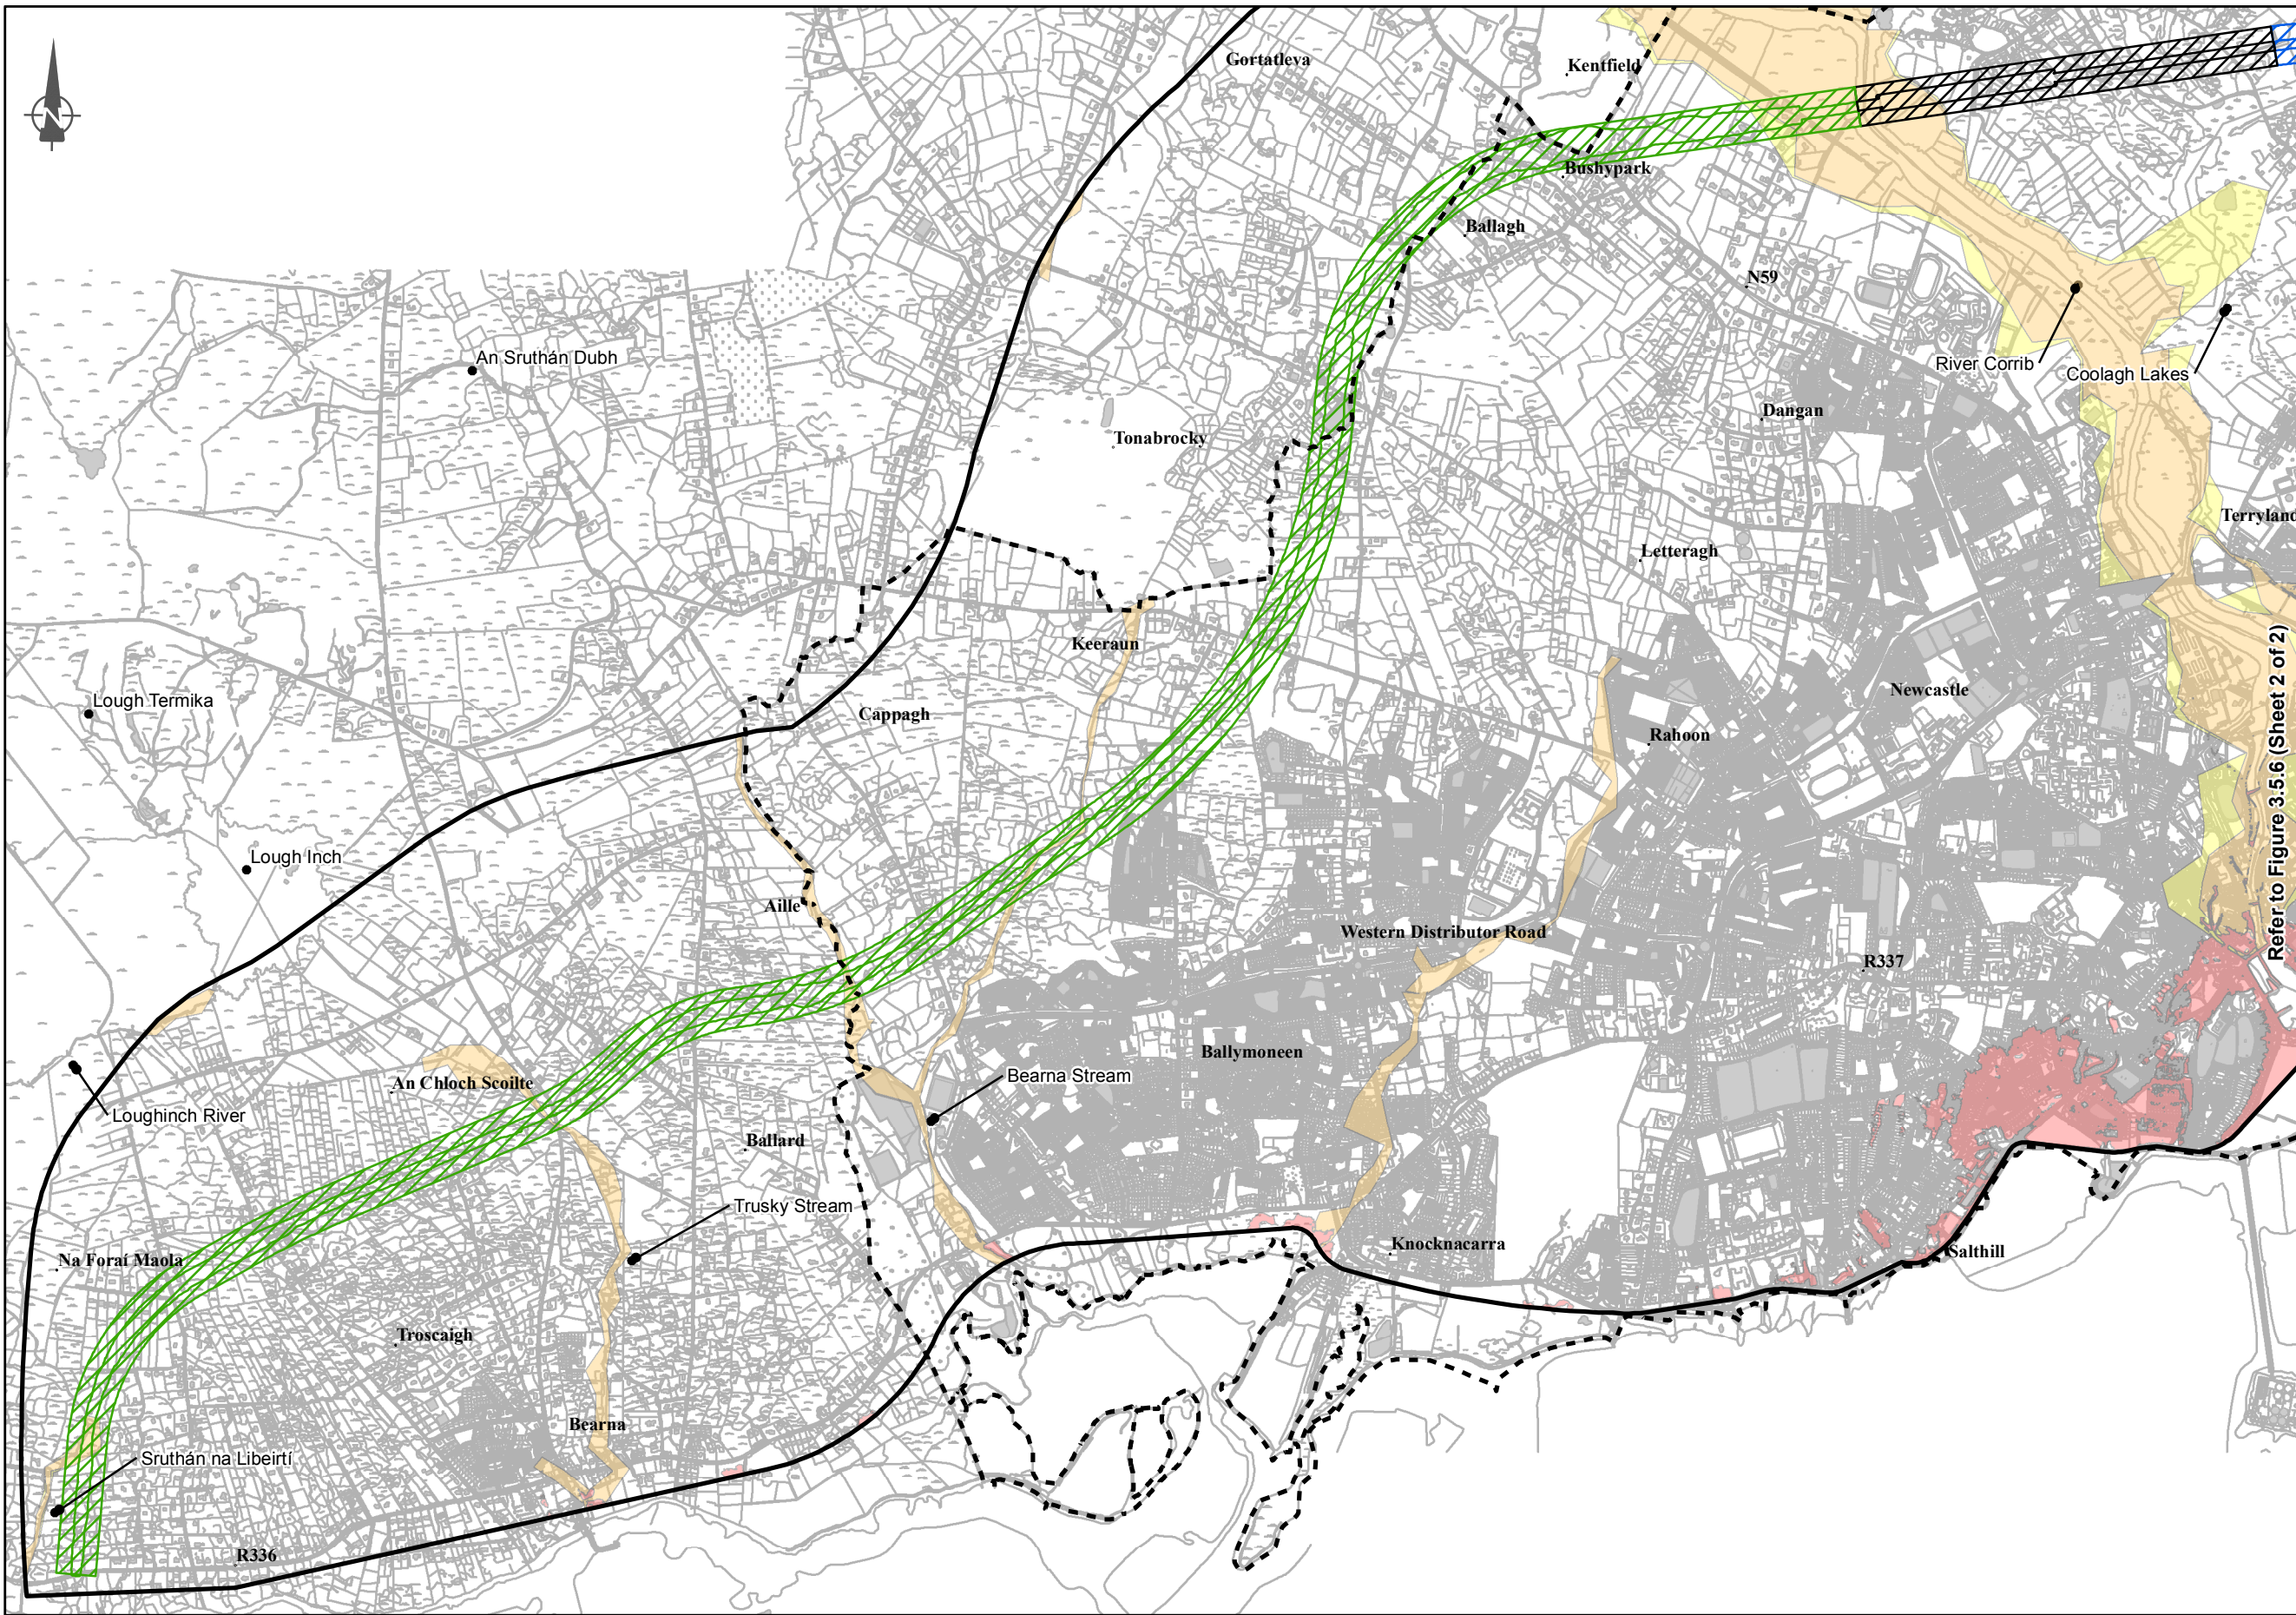 Gortatleva
Kentfield
N
Bushypark
Ballagh
N59
An Sruthán Dubh
River Corrib
Coolagh Lakes
Dangan
Tonabrocky
Terryland
Letteragh
Keeraun
Newcastle
Lough Termika
Cappagh
Rahoon
Refer to Figure 3.5.6 (Sheet 2 of 2)
Lough Inch
Aille
Western Distributor Road
R337
Ballymoneen
Bearna Stream
An Chloch Scoilte
Loughinch River
Ballard
Trusky Stream
Knocknacarra
Salthill
Na Foraí Maola
Troscaigh
Bearna
Sruthán na Libeirtí
R336